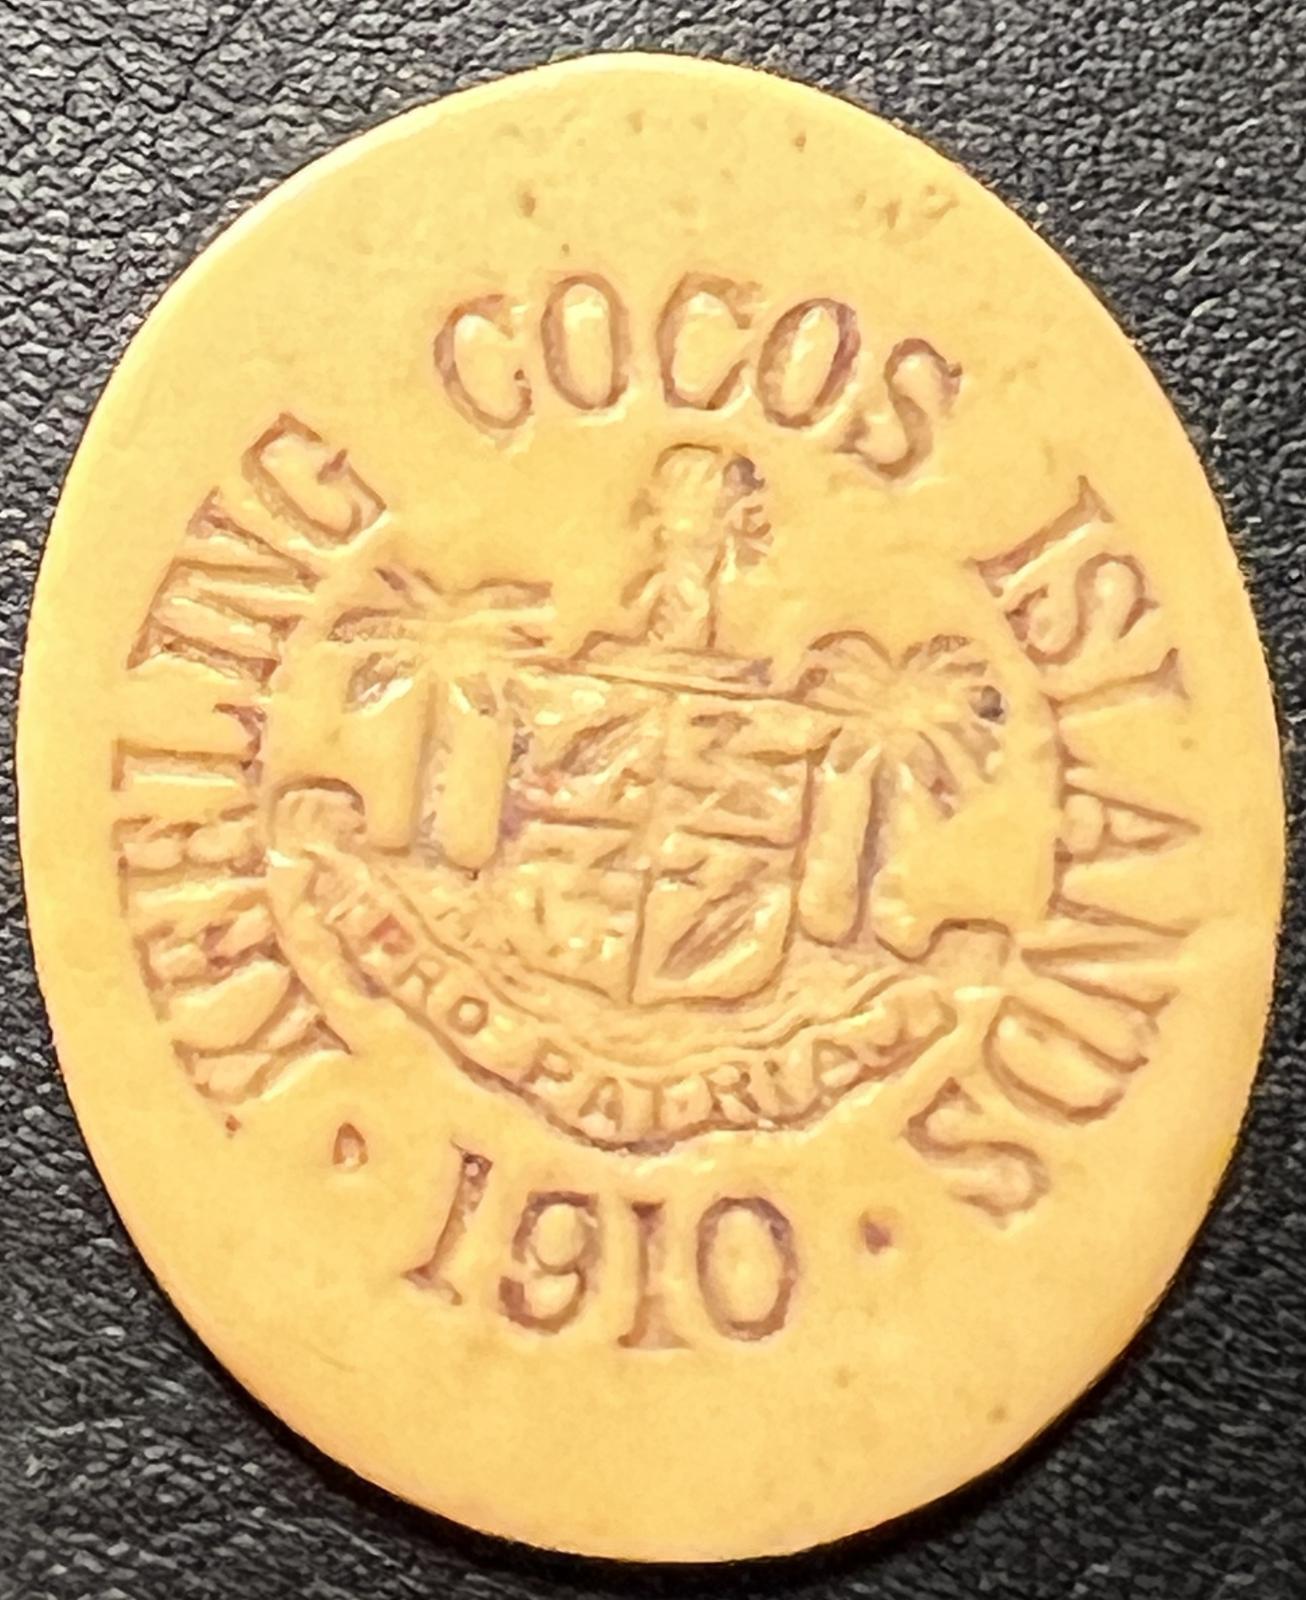 KEELING COCOS ISLANDS
PRO PATRIA
• 1910 •